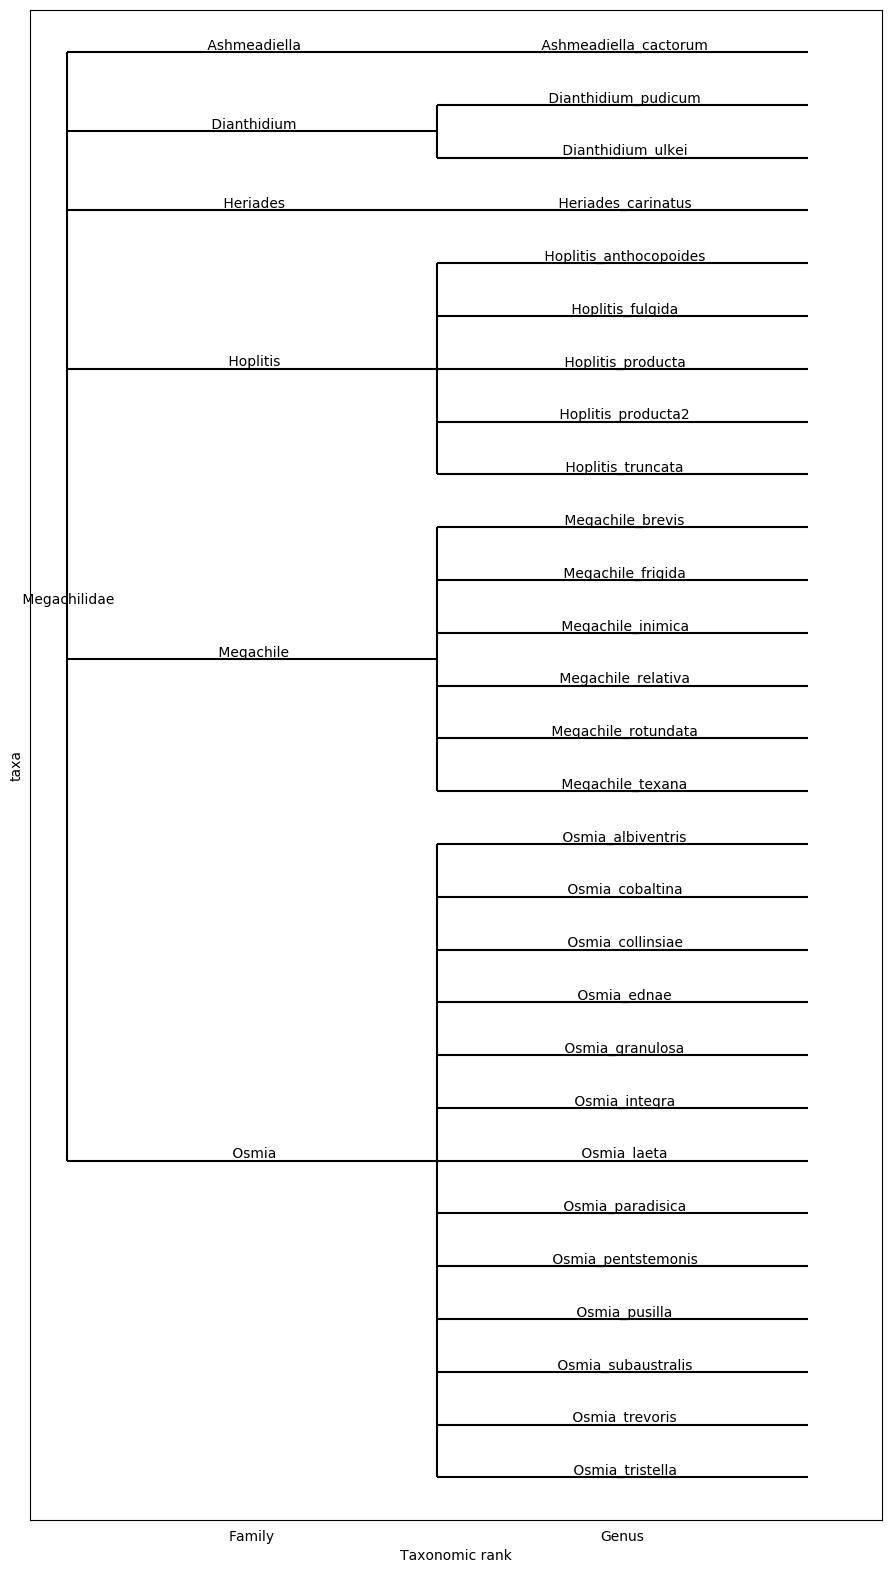 Ashmeadiella Ashmeadiella_cactorum
Dianthidium_pudicum
Dianthidium
Dianthidium_ulkei
Heriades Heriades_carinatus
Hoplitis_anthocopoides
Hoplitis_fulgida
Hoplitis Hoplitis_producta
Hoplitis_producta2
Hoplitis_truncata
Megachile_brevis
Megachile_frigida
Megachilidae
Megachile_inimica
Megachile
Megachile_relativa
Megachile_rotundata
taxa
Megachile_texana
Osmia_albiventris
Osmia_cobaltina
Osmia_collinsiae
Osmia_ednae
Osmia_granulosa
Osmia_integra
Osmia Osmia_laeta
Osmia_paradisica
Osmia_pentstemonis
Osmia_pusilla
Osmia_subaustralis
Osmia_trevoris
Osmia_tristella
Family Genus
Taxonomic rank